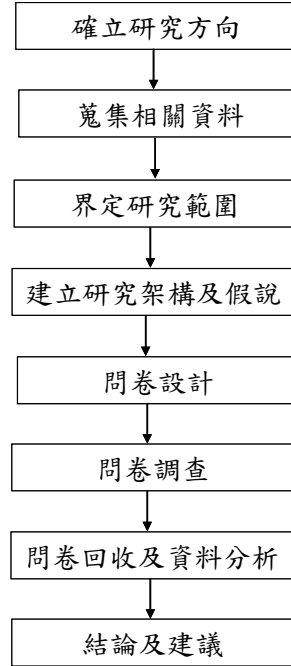 確立研究方向
蒐集相關資料
界定研究範圍
建立研究架構及假說
問卷設計
問卷調查
問卷回收及資料分析
結論及建議